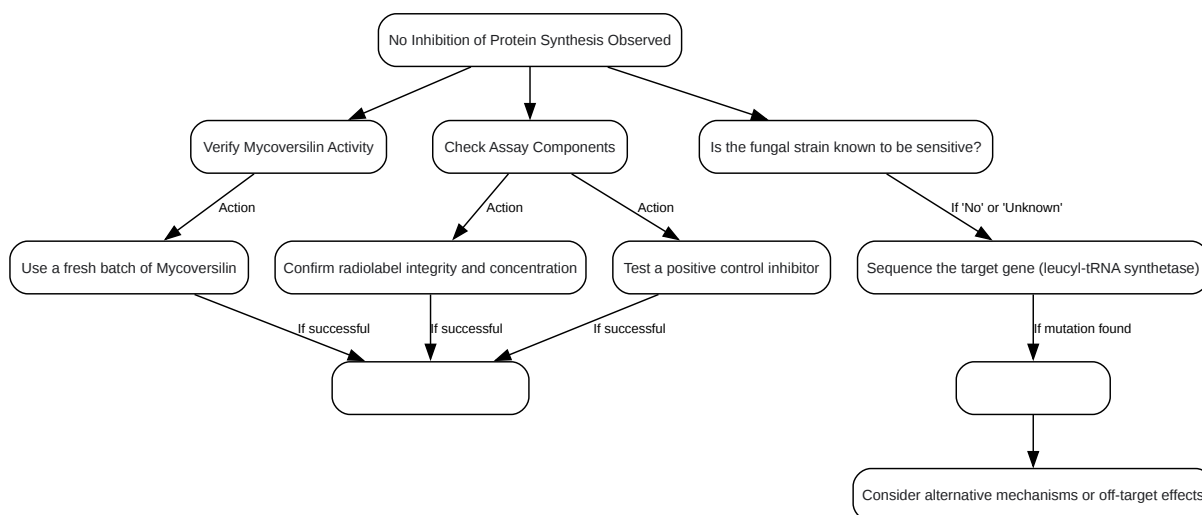 No Inhibition of Protein Synthesis Observed
Verify Mycoversilin Activity
Check Assay Components
Is the fungal strain known to be sensitive?
Action
Action
Action
If 'No' or 'Unknown'
Use a fresh batch of Mycoversilin
Confirm radiolabel integrity and concentration
Test a positive control inhibitor
Sequence the target gene (leucyl-tRNA synthetase)
If successful
If successful
If successful
If mutation found
Consider alternative mechanisms or off-target effects